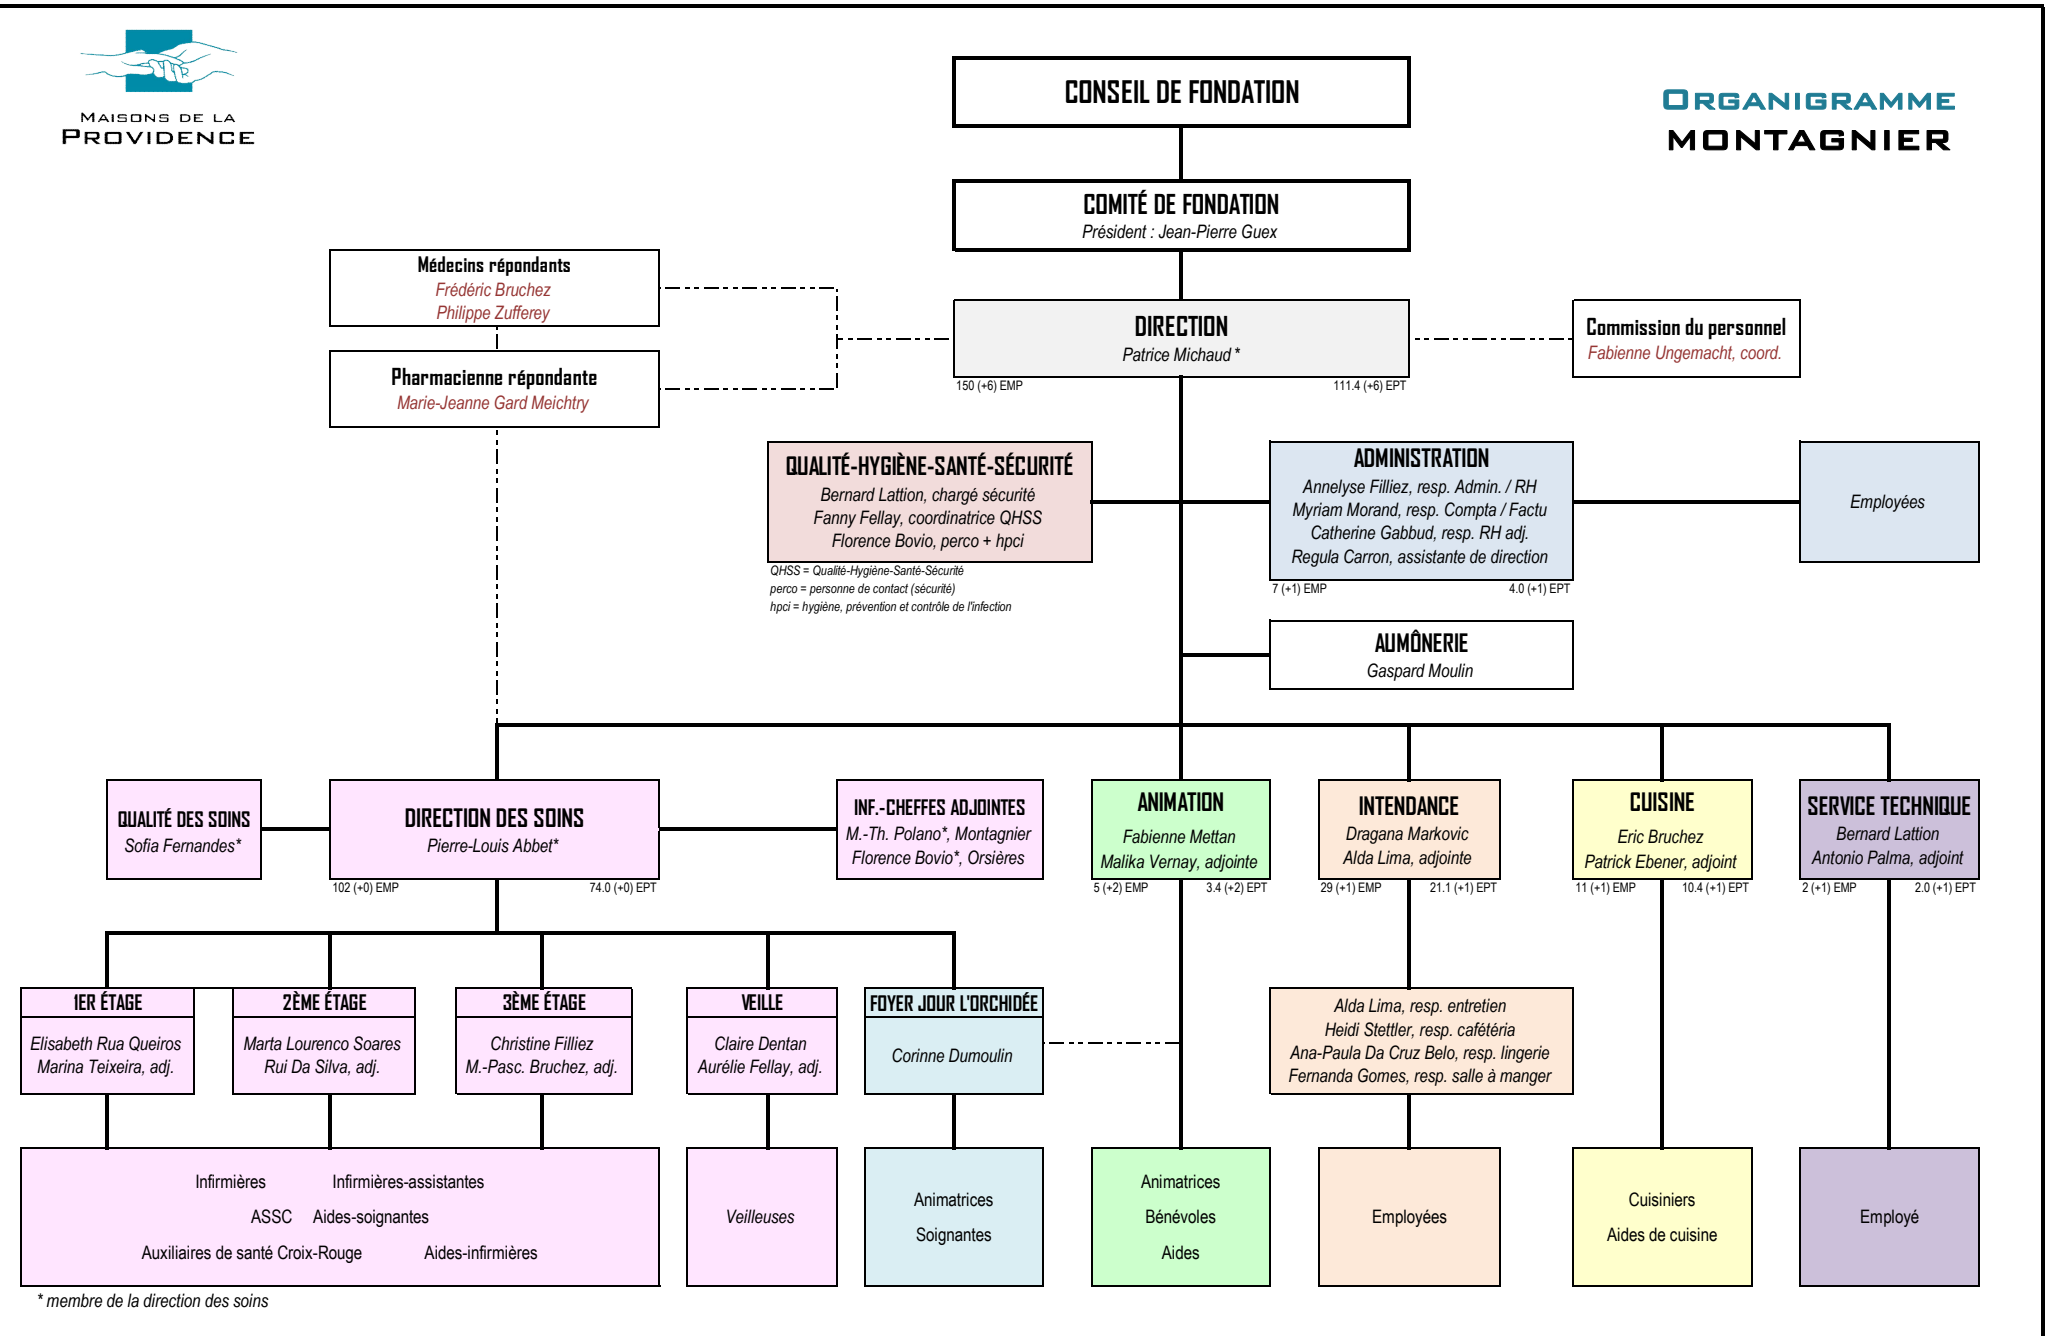 MAISONS DE LA
PROVIDENCE
ORGANIGRAMME
MONTAGNIER
CONSEIL DE FONDATION
COMITÉ DE FONDATION
Président : Jean-Pierre Guex
Médecins répondants
Frédéric Bruchez
Philippe Zufferey
Pharmacienne répondante
Marie-Jeanne Gard Meichtry
DIRECTION
Patrice Michaud *
150 (+6) EMP
111.4 (+6) EPT
Commission du personnel
Fabienne Ungemacht, coord.
QUALITÉ-HYGIÈNE-SANTÉ-SÉCURITÉ
Bernard Lattion, chargé sécurité
Fanny Fellay, coordinatrice QHSS
Florence Bovio, perco + hpci
QHSS = Qualité-Hygiène-Santé-Sécurité
perco = personne de contact (sécurité)
hpci = hygiène, prévention et contrôle de l'infection
ADMINISTRATION
Annelyse Filliez, resp. Admin. / RH
Myriam Morand, resp. Compta / Factu
Catherine Gabbud, resp. RH adj.
Regula Carron, assistante de direction
7 (+1) EMP
4.0 (+1) EPT
Employées
AUMÔNERIE
Gaspard Moulin
QUALITÉ DES SOINS
Sofia Fernandes*
DIRECTION DES SOINS
Pierre-Louis Abbet*
102 (+0) EMP
74.0 (+0) EPT
INF.-CHEFFES ADJOINTES
M.-Th. Polano*, Montagnier
Florence Bovio*, Orsières
ANIMATION
Fabienne Mettan
Malika Vernay, adjointe
5 (+2) EMP
3.4 (+2) EPT
INTENDANCE
Dragana Markovic
Alda Lima, adjointe
29 (+1) EMP
21.1 (+1) EPT
CUISINE
Eric Bruchez
Patrick Ebener, adjoint
11 (+1) EMP
10.4 (+1) EPT
SERVICE TECHNIQUE
Bernard Lattion
Antonio Palma, adjoint
2 (+1) EMP
2.0 (+1) EPT
1ER ÉTAGE
Elisabeth Rua Queiros
Marina Teixeira, adj.
2ÈME ÉTAGE
Marta Lourenco Soares
Rui Da Silva, adj.
3ÈME ÉTAGE
Christine Filliez
M.-Pasc. Bruchez, adj.
VEILLE
Claire Dentan
Aurélie Fellay, adj.
FOYER JOUR L'ORCHIDÉE
Corinne Dumoulin
Alda Lima, resp. entretien
Heidi Stettler, resp. cafétéria
Ana-Paula Da Cruz Belo, resp. lingerie
Fernanda Gomes, resp. salle à manger
Infirmières Infirmières-assistantes
ASSC Aides-soignantes
Auxiliaires de santé Croix-Rouge Aides-infirmières
Veilleuses
Animatrices
Soignantes
Animatrices
Bénévoles
Aides
Employées
Cuisiniers
Aides de cuisine
Employé
* membre de la direction des soins